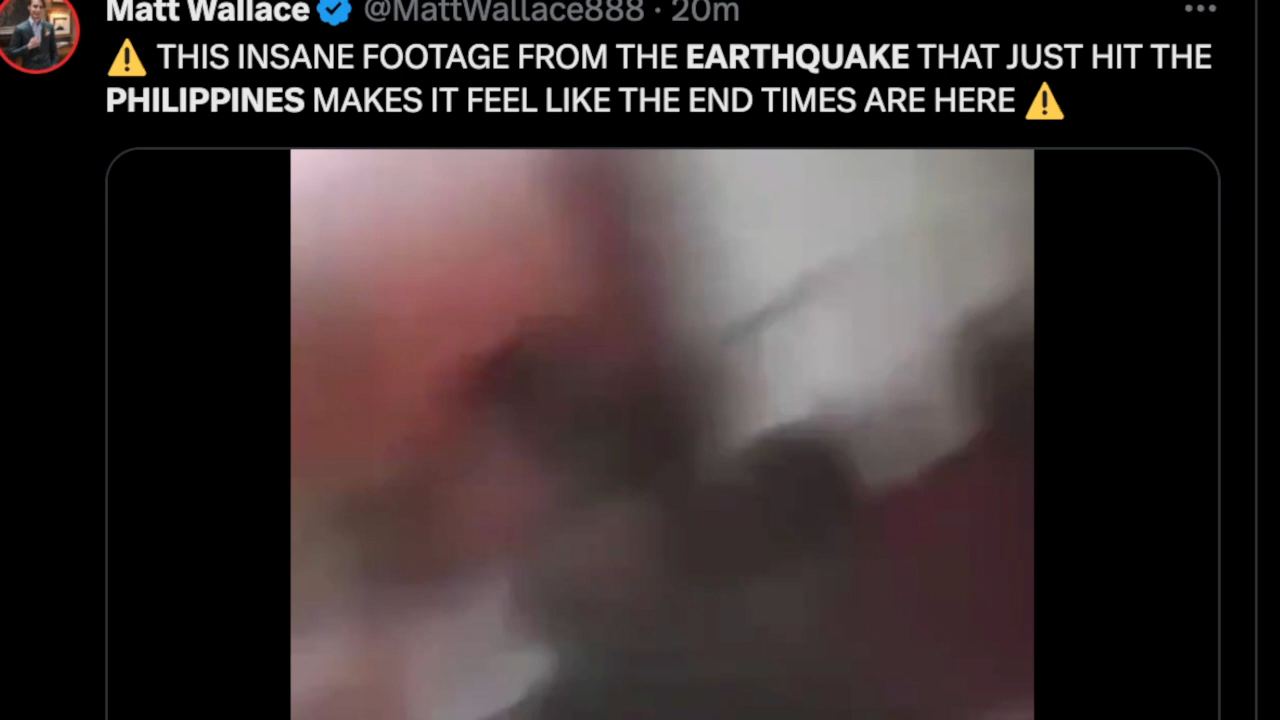 Matt Wallace @MattWallace888 · 20m
⚠️ THIS INSANE FOOTAGE FROM THE EARTHQUAKE THAT JUST HIT THE
PHILIPPINES MAKES IT FEEL LIKE THE END TIMES ARE HERE ⚠️